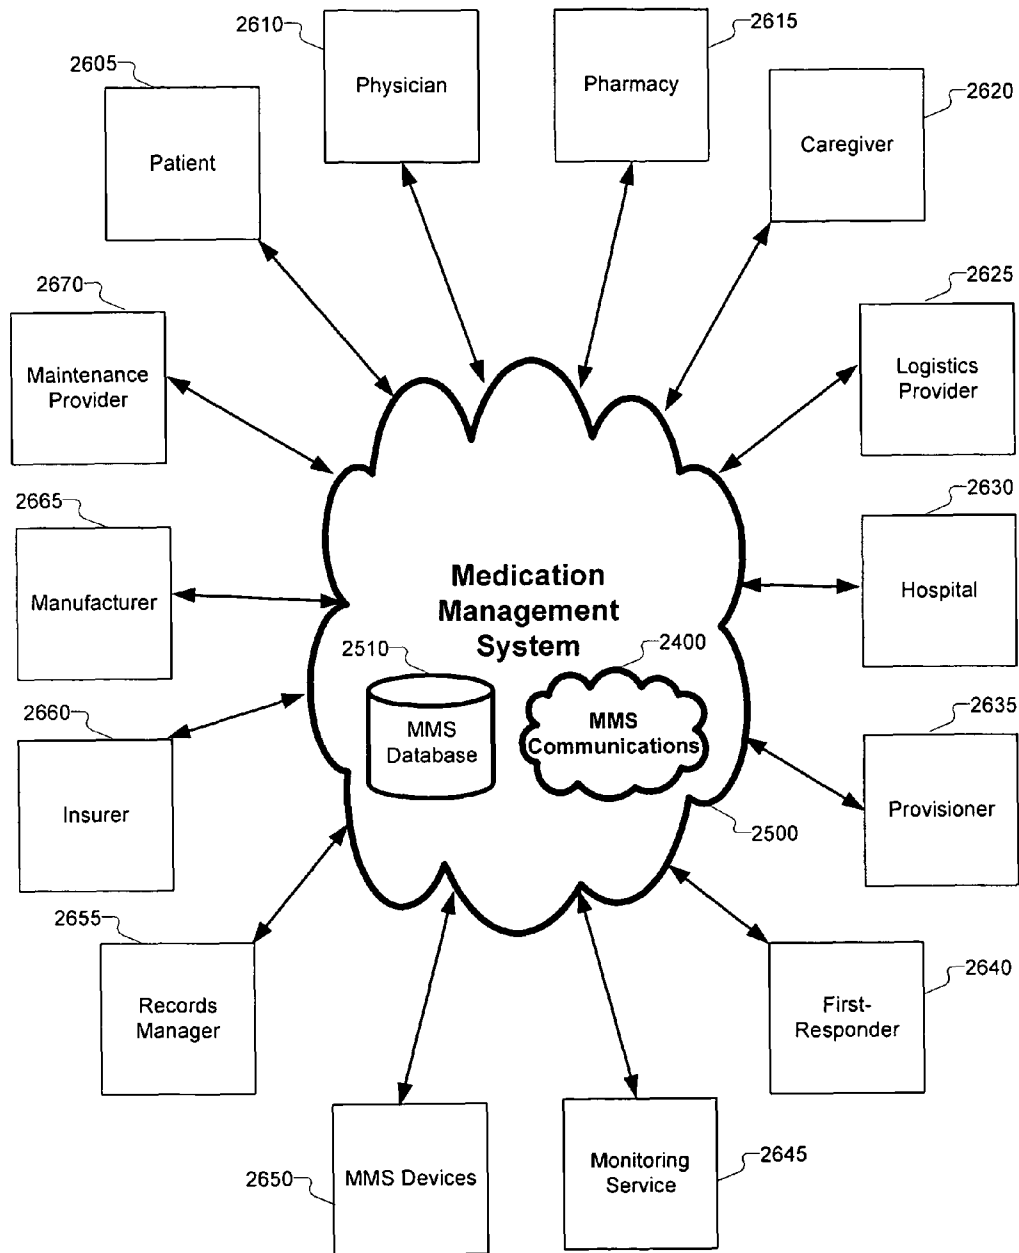 2610
2615
2605
Physician
Pharmacy
2620
Patient
Caregiver
2670
2625
Maintenance
Provider
Logistics
Provider
2665
2630
Manufacturer
Medication
Management
System
Hospital
2510
2400
2660
MMS
Database
MMS
Communications
2635
Insurer
2500
Provisioner
2655
2640
Records
Manager
First-
Responder
2650
MMS Devices
Monitoring
Service
2645